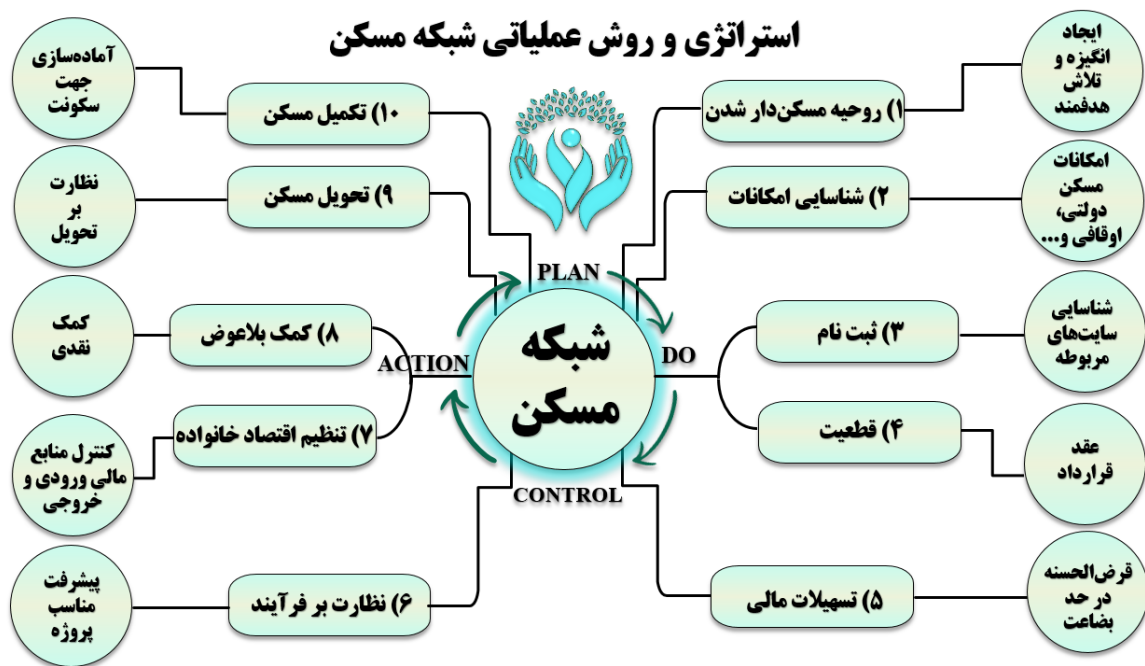 استراتژی و روش عملیاتی شبکه مسکن
۱) روحیه مسکن‌دار شدن
ایجاد
انگیزه و
تلاش
هدفمند
۲) شناسایی امکانات
امکانات
مسکن
دولتی،
اوقافی و...
۳) ثبت نام
شناسایی
سایت‌های
مربوطه
۴) قطعیت
عقد
قرارداد
۵) تسهیلات مالی
قرض‌الحسنه
در حد
بضاعت
۶) نظارت بر فرآیند
پیشرفت
مناسب
پروژه
۷) تنظیم اقتصاد خانواده
کنترل منابع
مالی ورودی و
خروجی
۸) کمک بلاعوض
کمک
نقدی
۹) تحویل مسکن
نظارت
بر
تحویل
۱۰) تکمیل مسکن
آماده‌سازی
جهت
سکونت
PLAN
DO
CONTROL
ACTION
شبکه
مسکن